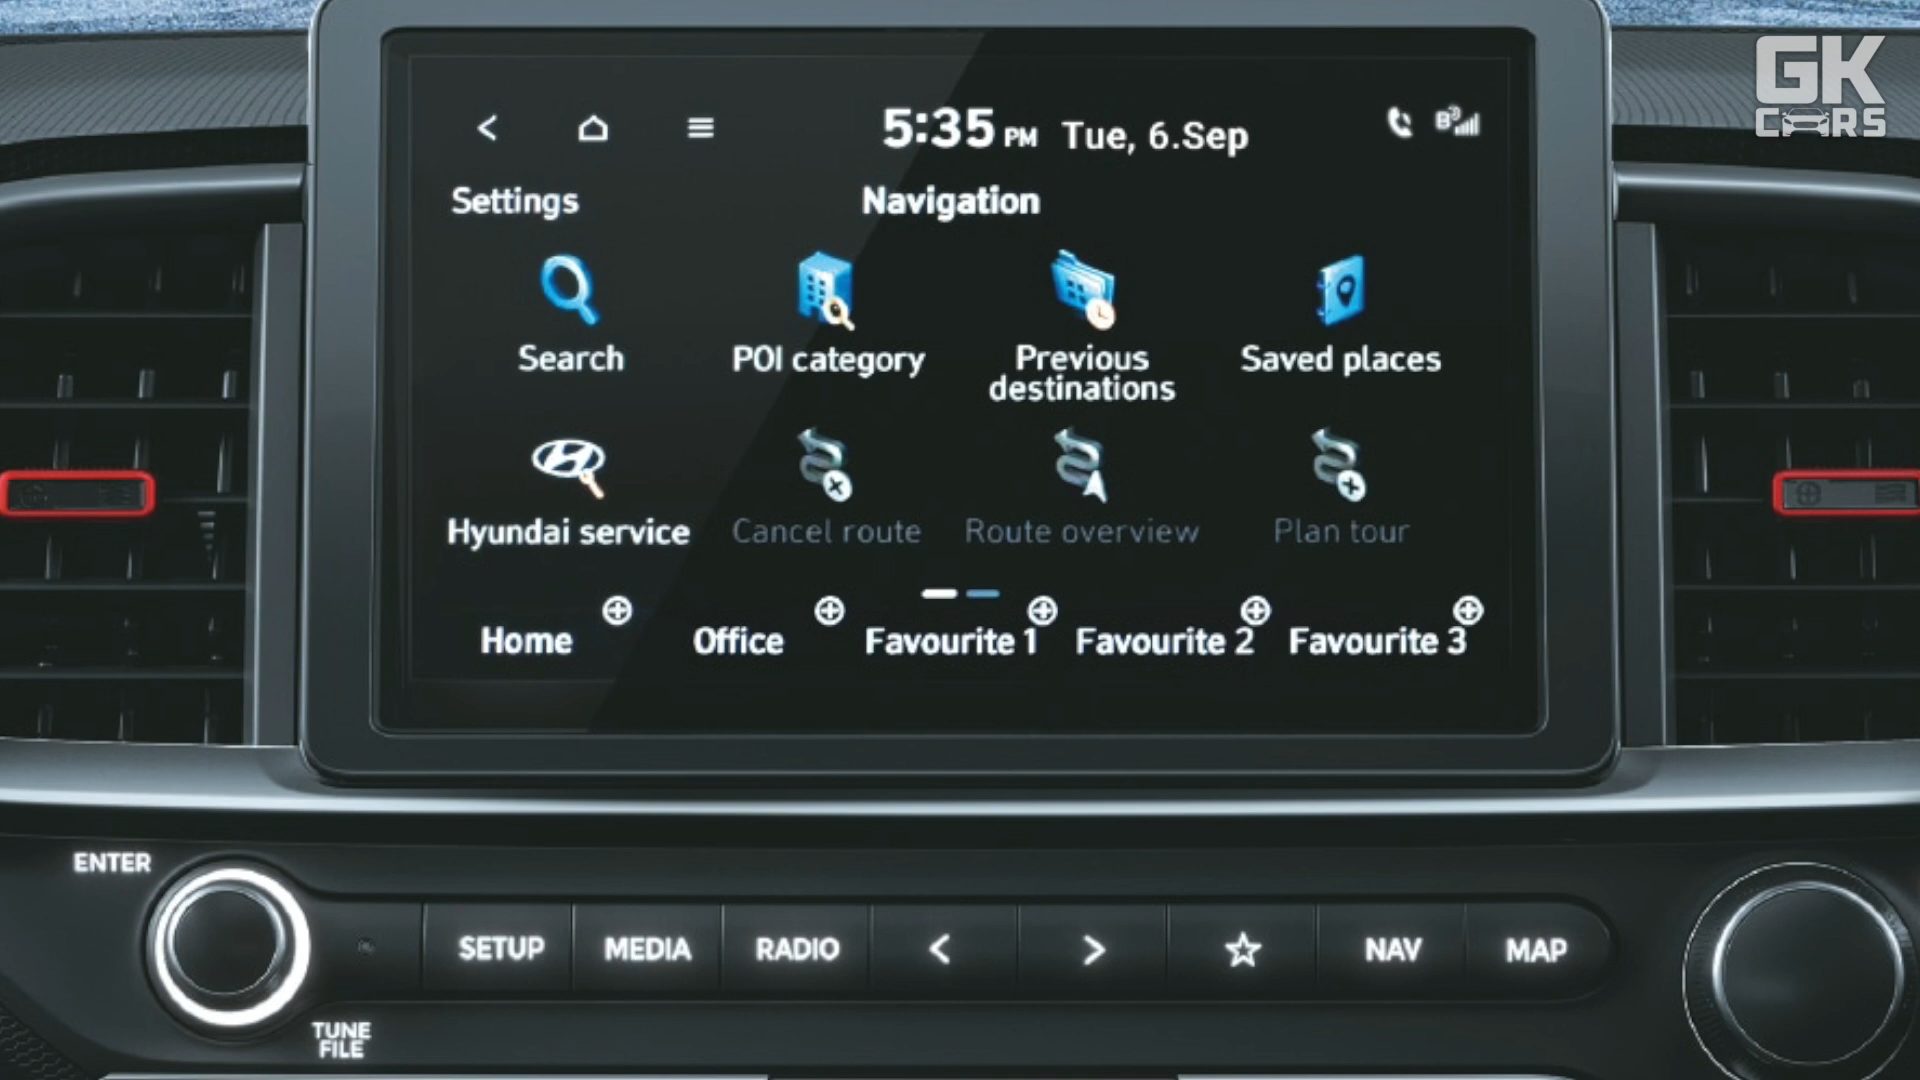 GK
CARS
5:35 PM Tue, 6.Sep
Settings
Navigation
Search
POI category
Previous
destinations
Saved places
Hyundai service
Cancel route
Route overview
Plan tour
Home
Office
Favourite 1
Favourite 2
Favourite 3
ENTER
SETUP
MEDIA
RADIO
NAV
MAP
TUNE
FILE